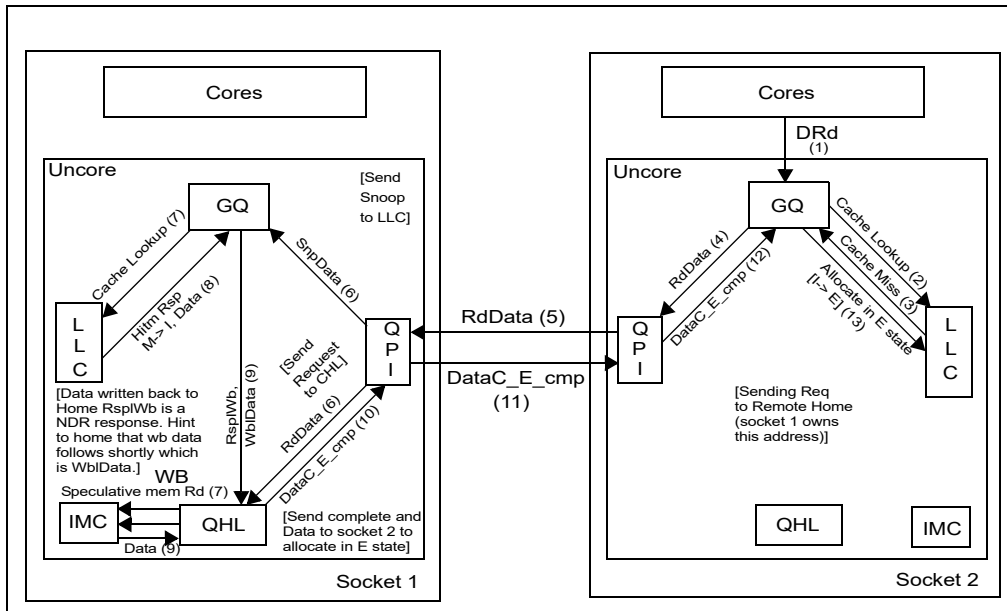 Cores
Uncore
GQ
[Send
Snoop
to LLC]
Cache Lookup (7)
Hitm Rsp
M-> I, Data (8)
SnpData (6)
L
L
C
Q
P
I
[Send
Request
to CHL]
RspIWb,
WbIData (9)
RdData (6)
DataC_E_cmp (10)
[Data written back to
Home RspIWb is a
NDR response. Hint
to home that wb data
follows shortly which
is WbIData.]
WB
Speculative mem Rd (7)
IMC
QHL
Data (9)
[Send complete and
Data to socket 2 to
allocate in E state]
Socket 1
RdData (5)
DataC_E_cmp
(11)
Cores
DRd
(1)
Uncore
GQ
RdData (4)
DataC_E_cmp (12)
Cache Lookup (2)
Cache Miss (3)
Allocate in E state
[I-> E] (13)
Q
P
I
L
L
C
[Sending Req
to Remote Home
(socket 1 owns
this address)]
QHL
IMC
Socket 2